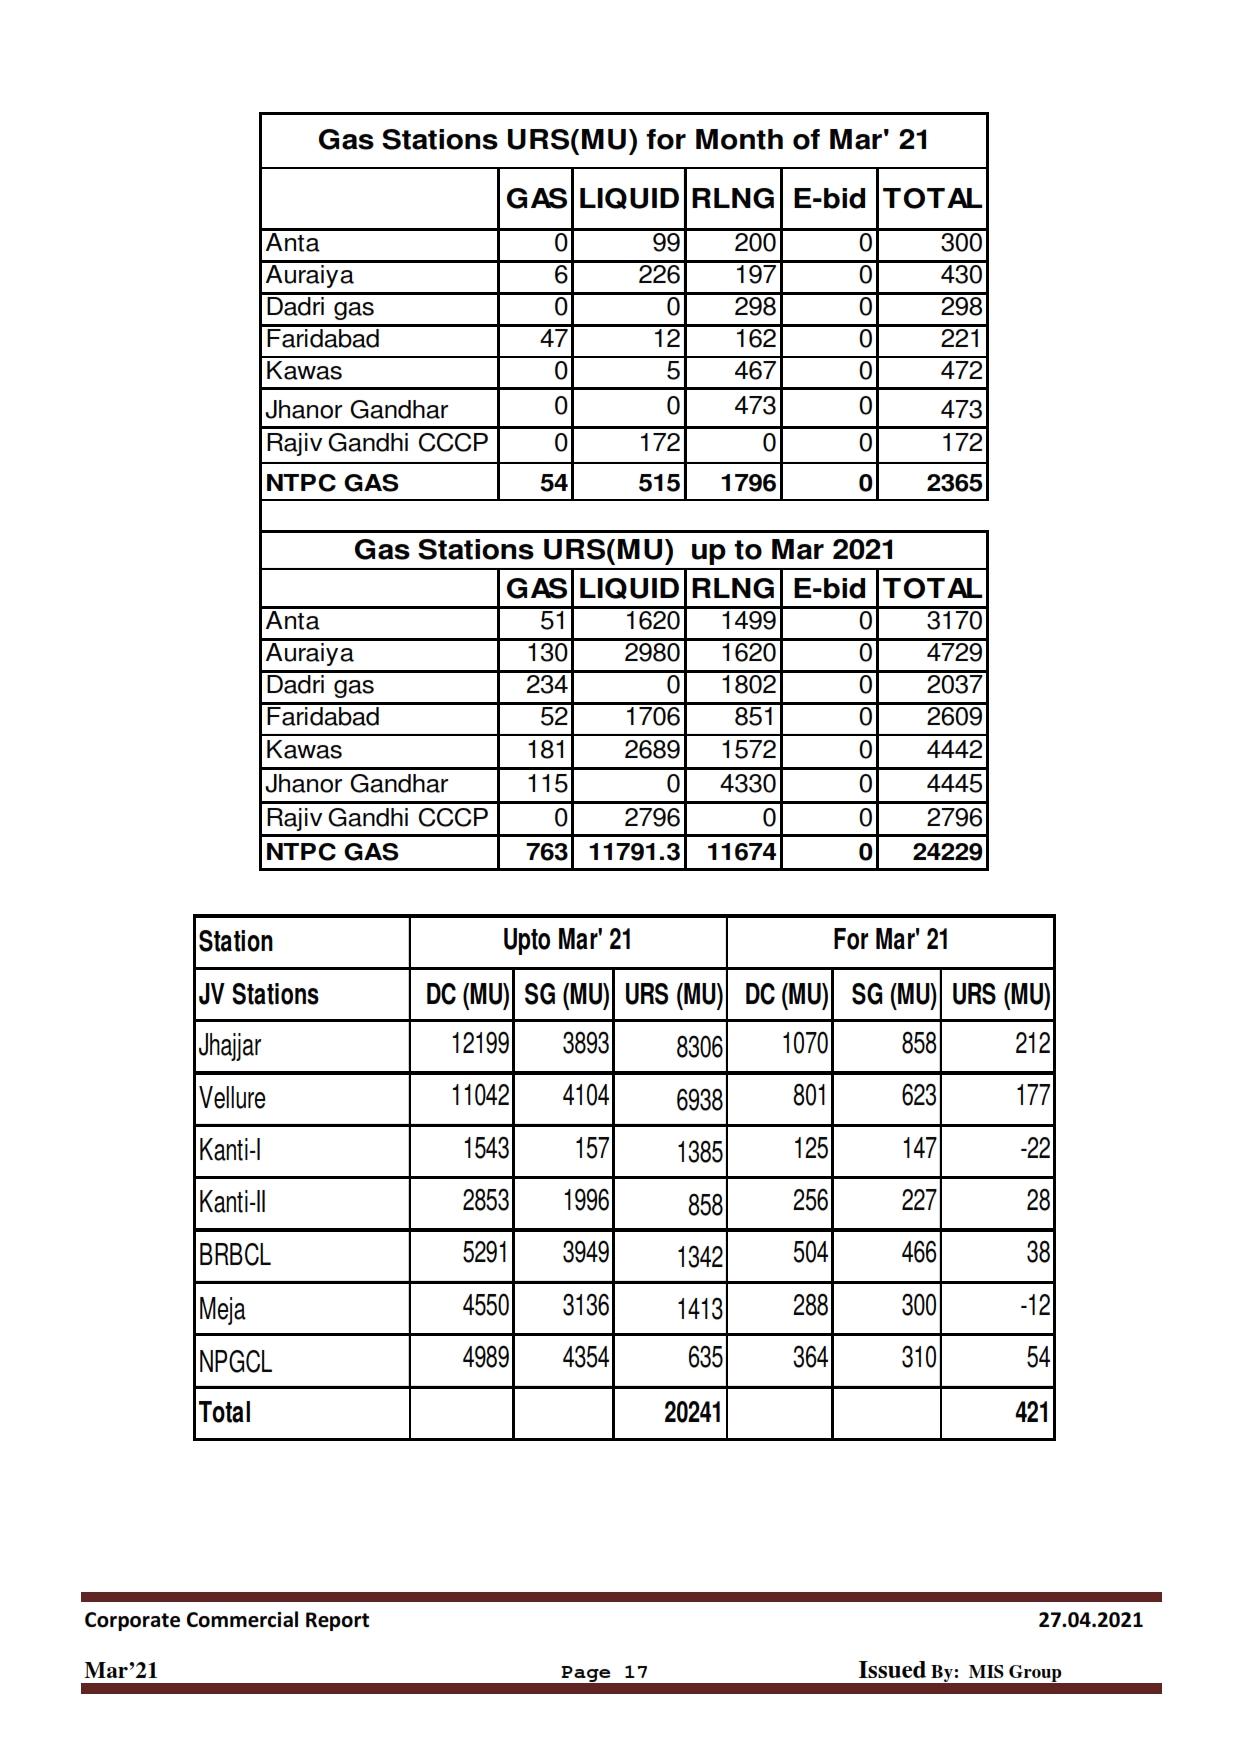 Gas Stations URS(MU) for Month of Mar' 21
GAS LIQUID RLNG E-bid TOTAL
Anta 0 99 200 0 300
Auraiya 6 226 197 0 430
Dadri gas 0 0 298 0 298
Faridabad 47 12 162 0 221
Kawas 0 5 467 0 472
Jhanor Gandhar 0 0 473 0 473
Rajiv Gandhi CCCP 0 172 0 0 172
NTPC GAS 54 515 1796 0 2365
Gas Stations URS(MU) up to Mar 2021
GAS LIQUID RLNG E-bid TOTAL
Anta 51 1620 1499 0 3170
Auraiya 130 2980 1620 0 4729
Dadri gas 234 0 1802 0 2037
Faridabad 52 1706 851 0 2609
Kawas 181 2689 1572 0 4442
Jhanor Gandhar 115 0 4330 0 4445
Rajiv Gandhi CCCP 0 2796 0 0 2796
NTPC GAS 763 11791.3 11674 0 24229
Station Upto Mar' 21 For Mar' 21
JV Stations DC (MU) SG (MU) URS (MU) DC (MU) SG (MU) URS (MU)
Jhajjar 12199 3893 8306 1070 858 212
Vellure 11042 4104 6938 801 623 177
Kanti-I 1543 157 1385 125 147 -22
Kanti-II 2853 1996 858 256 227 28
BRBCL 5291 3949 1342 504 466 38
Meja 4550 3136 1413 288 300 -12
NPGCL 4989 4354 635 364 310 54
Total 20241 421
Corporate Commercial Report 27.04.2021
Mar’21 Page 17 Issued By: MIS Group